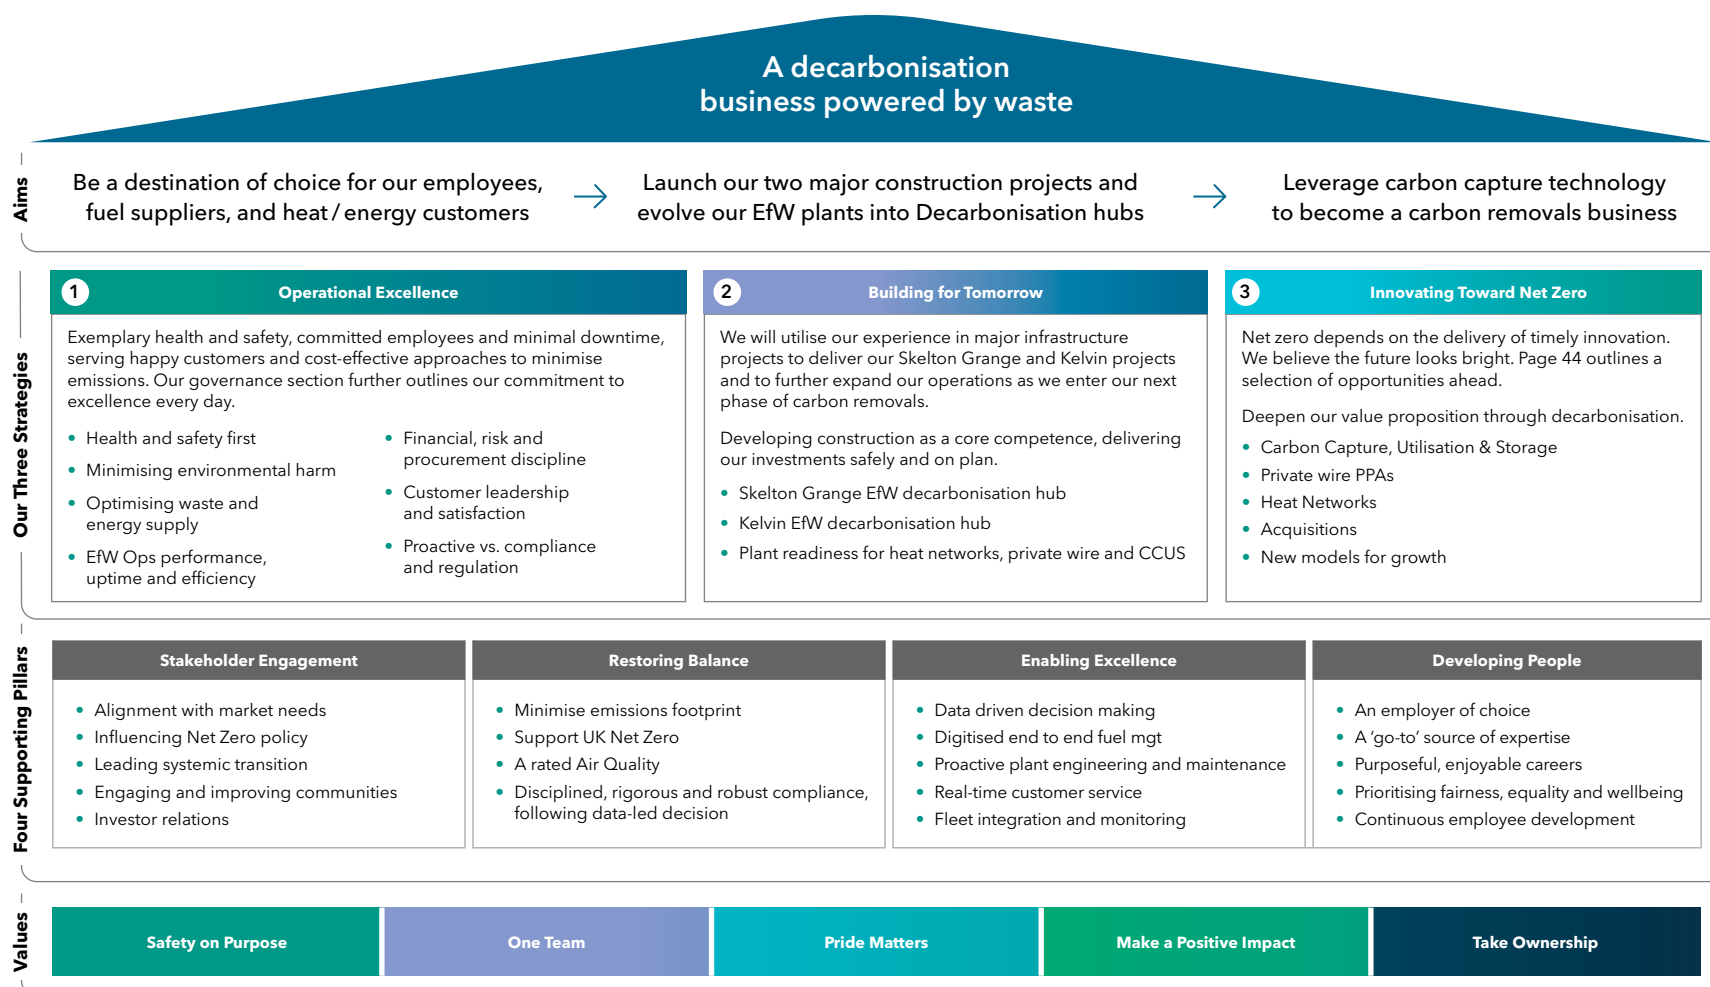 A decarbonisation
business powered by waste
Aims
Be a destination of choice for our employees,
fuel suppliers, and heat / energy customers
Launch our two major construction projects and
evolve our EfW plants into Decarbonisation hubs
Leverage carbon capture technology
to become a carbon removals business
Our Three Strategies
1
Operational Excellence
Exemplary health and safety, committed employees and minimal downtime,
serving happy customers and cost-effective approaches to minimise
emissions. Our governance section further outlines our commitment to
excellence every day.
• Health and safety first
• Minimising environmental harm
• Optimising waste and
energy supply
• EfW Ops performance,
uptime and efficiency
• Financial, risk and
procurement discipline
• Customer leadership
and satisfaction
• Proactive vs. compliance
and regulation
2
Building for Tomorrow
We will utilise our experience in major infrastructure
projects to deliver our Skelton Grange and Kelvin projects
and to further expand our operations as we enter our next
phase of carbon removals.
Developing construction as a core competence, delivering
our investments safely and on plan.
• Skelton Grange EfW decarbonisation hub
• Kelvin EfW decarbonisation hub
• Plant readiness for heat networks, private wire and CCUS
3
Innovating Toward Net Zero
Net zero depends on the delivery of timely innovation.
We believe the future looks bright. Page 44 outlines a
selection of opportunities ahead.
Deepen our value proposition through decarbonisation.
• Carbon Capture, Utilisation & Storage
• Private wire PPAs
• Heat Networks
• Acquisitions
• New models for growth
Four Supporting Pillars
Stakeholder Engagement
• Alignment with market needs
• Influencing Net Zero policy
• Leading systemic transition
• Engaging and improving communities
• Investor relations
Restoring Balance
• Minimise emissions footprint
• Support UK Net Zero
• A rated Air Quality
• Disciplined, rigorous and robust compliance,
following data-led decision
Enabling Excellence
• Data driven decision making
• Digitised end to end fuel mgt
• Proactive plant engineering and maintenance
• Real-time customer service
• Fleet integration and monitoring
Developing People
• An employer of choice
• A ‘go-to’ source of expertise
• Purposeful, enjoyable careers
• Prioritising fairness, equality and wellbeing
• Continuous employee development
Values
Safety on Purpose
One Team
Pride Matters
Make a Positive Impact
Take Ownership